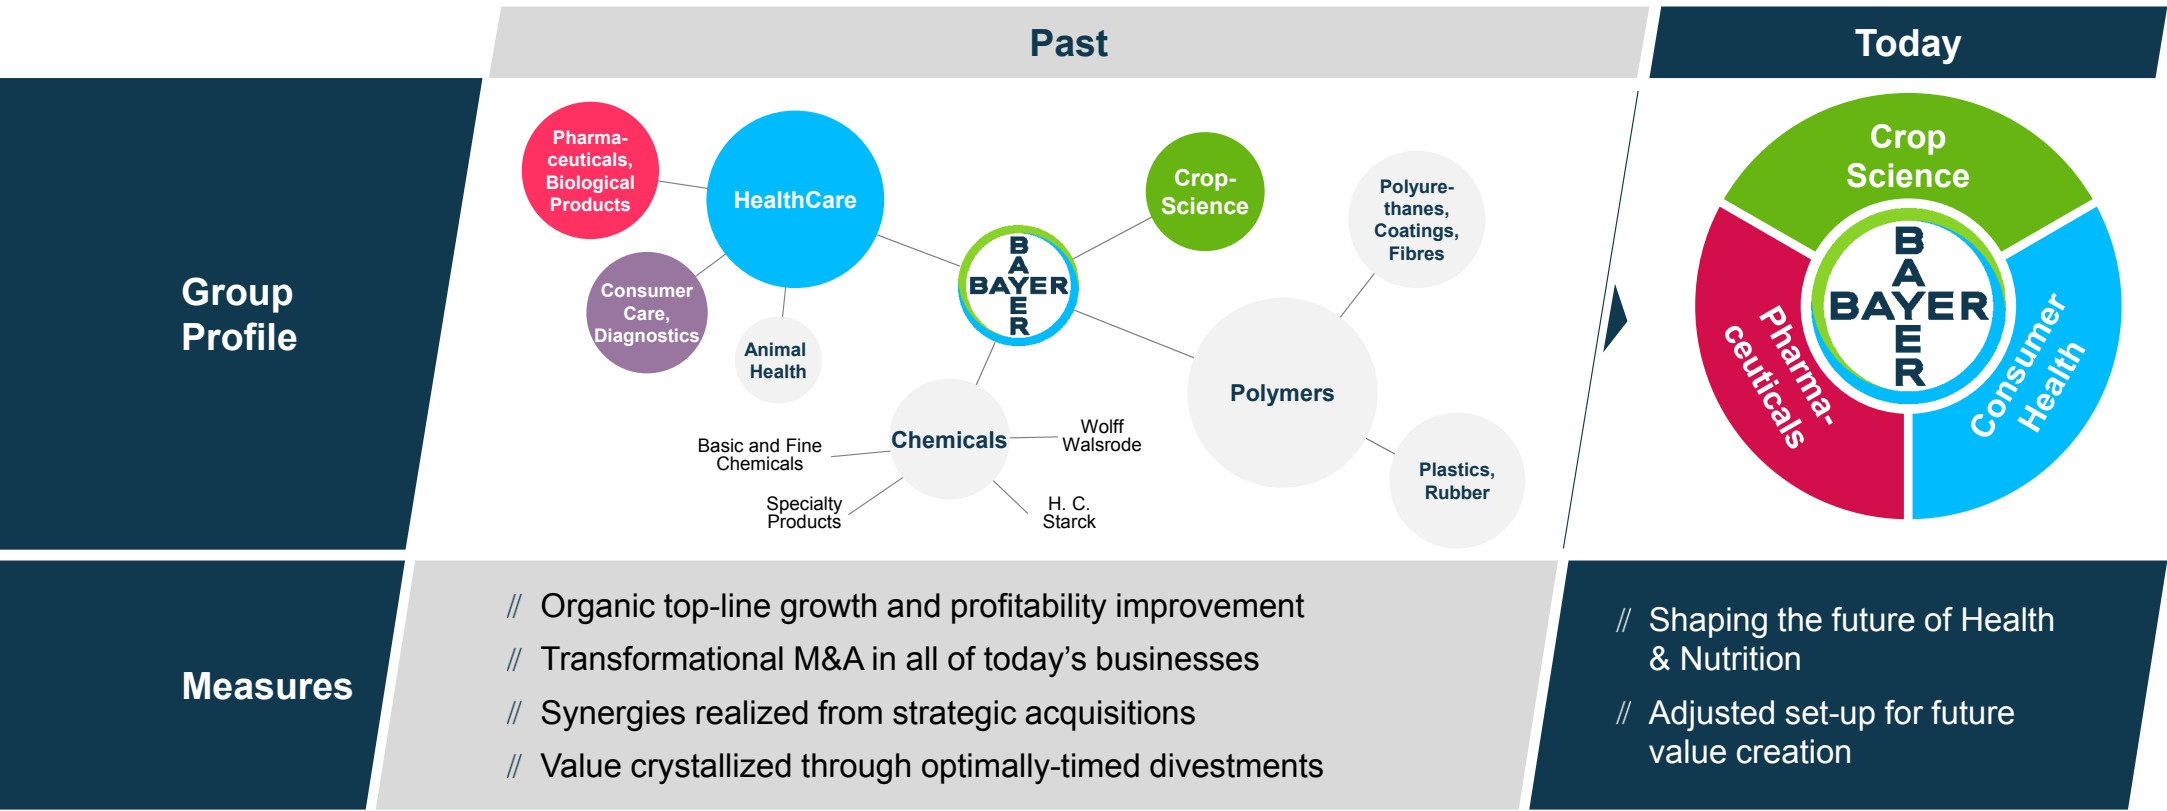 Past
Today
Group
Profile
Pharma-
ceuticals,
Biological
Products
HealthCare
Consumer
Care,
Diagnostics
Animal
Health
BAYER
BAYER
Crop-
Science
Polyure-
thanes,
Coatings,
Fibres
Polymers
Plastics,
Rubber
Chemicals
Basic and Fine
Chemicals
Specialty
Products
Wolff
Walsrode
H. C.
Starck
Crop
Science
Pharma-
ceuticals
Consumer
Health
BAYER
BAYER
Measures
// Organic top-line growth and profitability improvement
// Transformational M&A in all of today’s businesses
// Synergies realized from strategic acquisitions
// Value crystallized through optimally-timed divestments
// Shaping the future of Health
& Nutrition
// Adjusted set-up for future
value creation